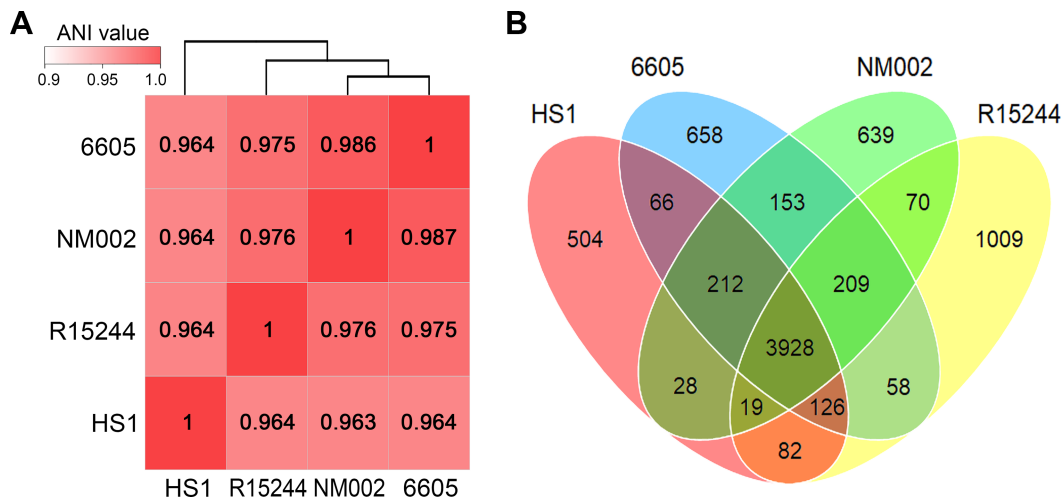 A
ANI value
0.9 0.95 1.0
6605 0.964 0.975 0.986 1
NM002 0.964 0.976 1 0.987
R15244 0.964 1 0.976 0.975
HS1 1 0.964 0.963 0.964
HS1 R15244 NM002 6605
B
6605 NM002
HS1 R15244
658 639
66 153 70
504 1009
212 209
3928
28 19 126 58
82